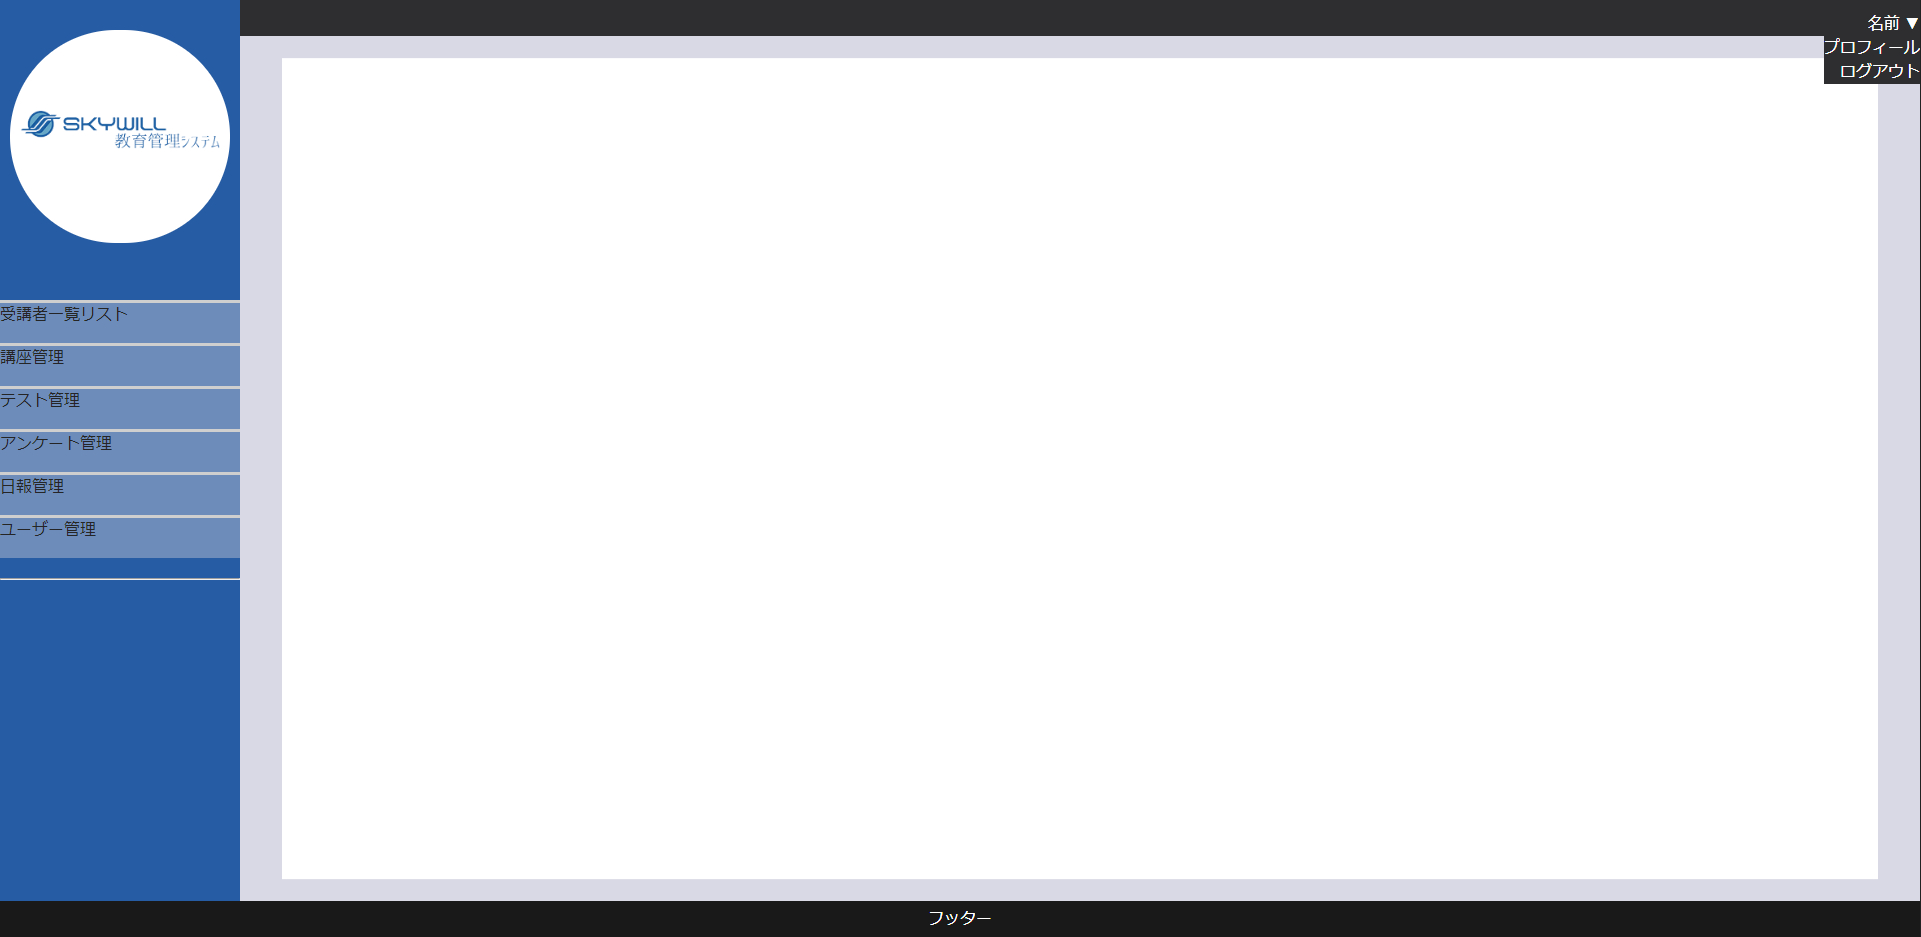 SKYWILL
教育管理システム
名前 ▼
プロフィール
ログアウト
受講者一覧リスト
講座管理
テスト管理
アンケート管理
日報管理
ユーザー管理
フッター